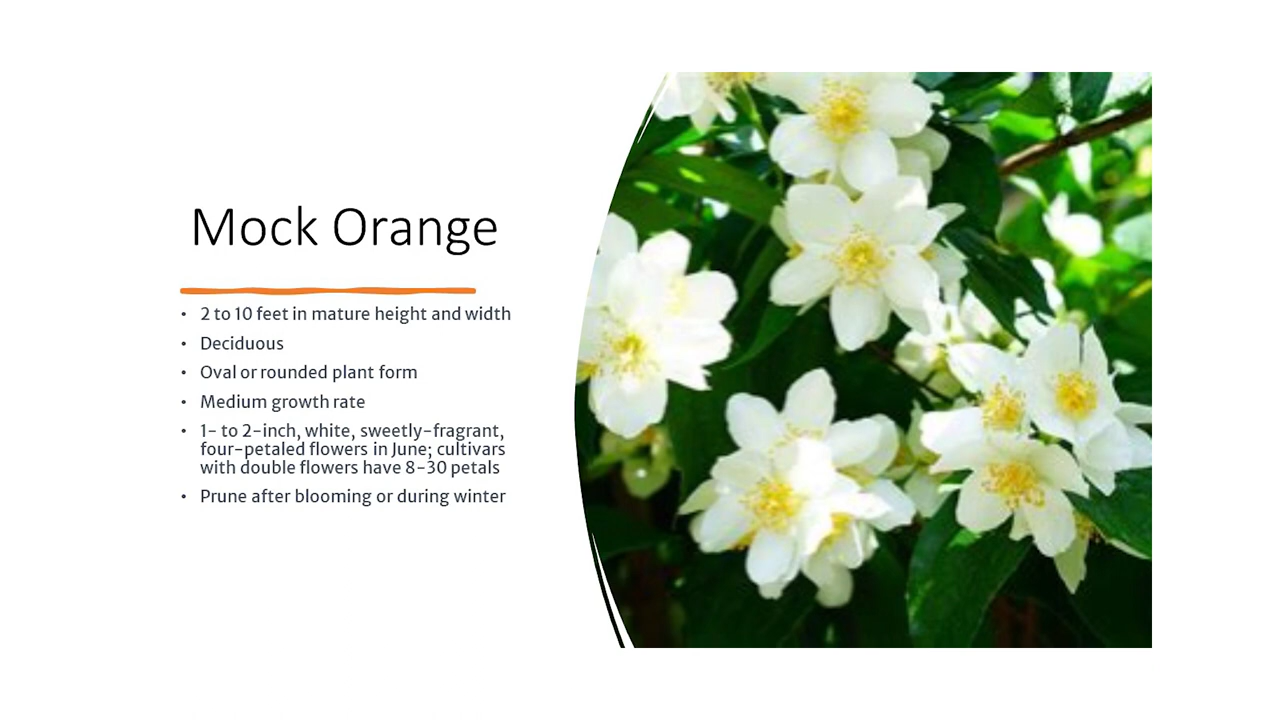 Mock Orange
• 2 to 10 feet in mature height and width
• Deciduous
• Oval or rounded plant form
• Medium growth rate
• 1- to 2-inch, white, sweetly-fragrant,
four-petaled flowers in June; cultivars
with double flowers have 8-30 petals
• Prune after blooming or during winter